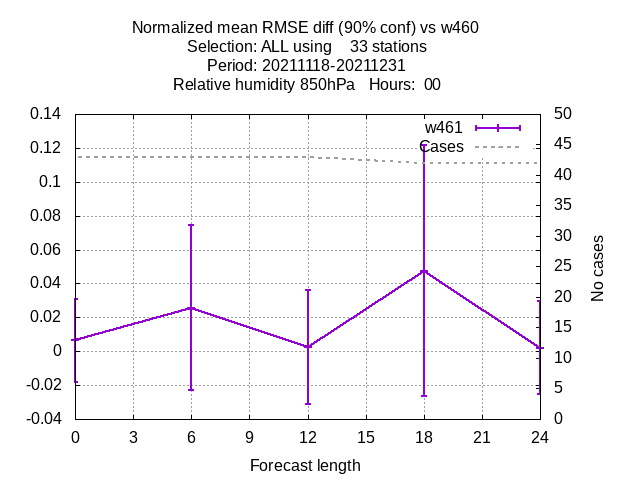 Normalized mean RMSE diff (90% conf) vs w460
Selection: ALL using    33 stations
Period: 20211118-20211231
Relative humidity 850hPa   Hours:  00
0.14
0.12
0.1
0.08
0.06
0.04
0.02
0
-0.02
-0.04
w461
Cases
50
45
40
35
30
25
20
15
10
5
0
No cases
0 3 6 9 12 15 18 21 24
Forecast length